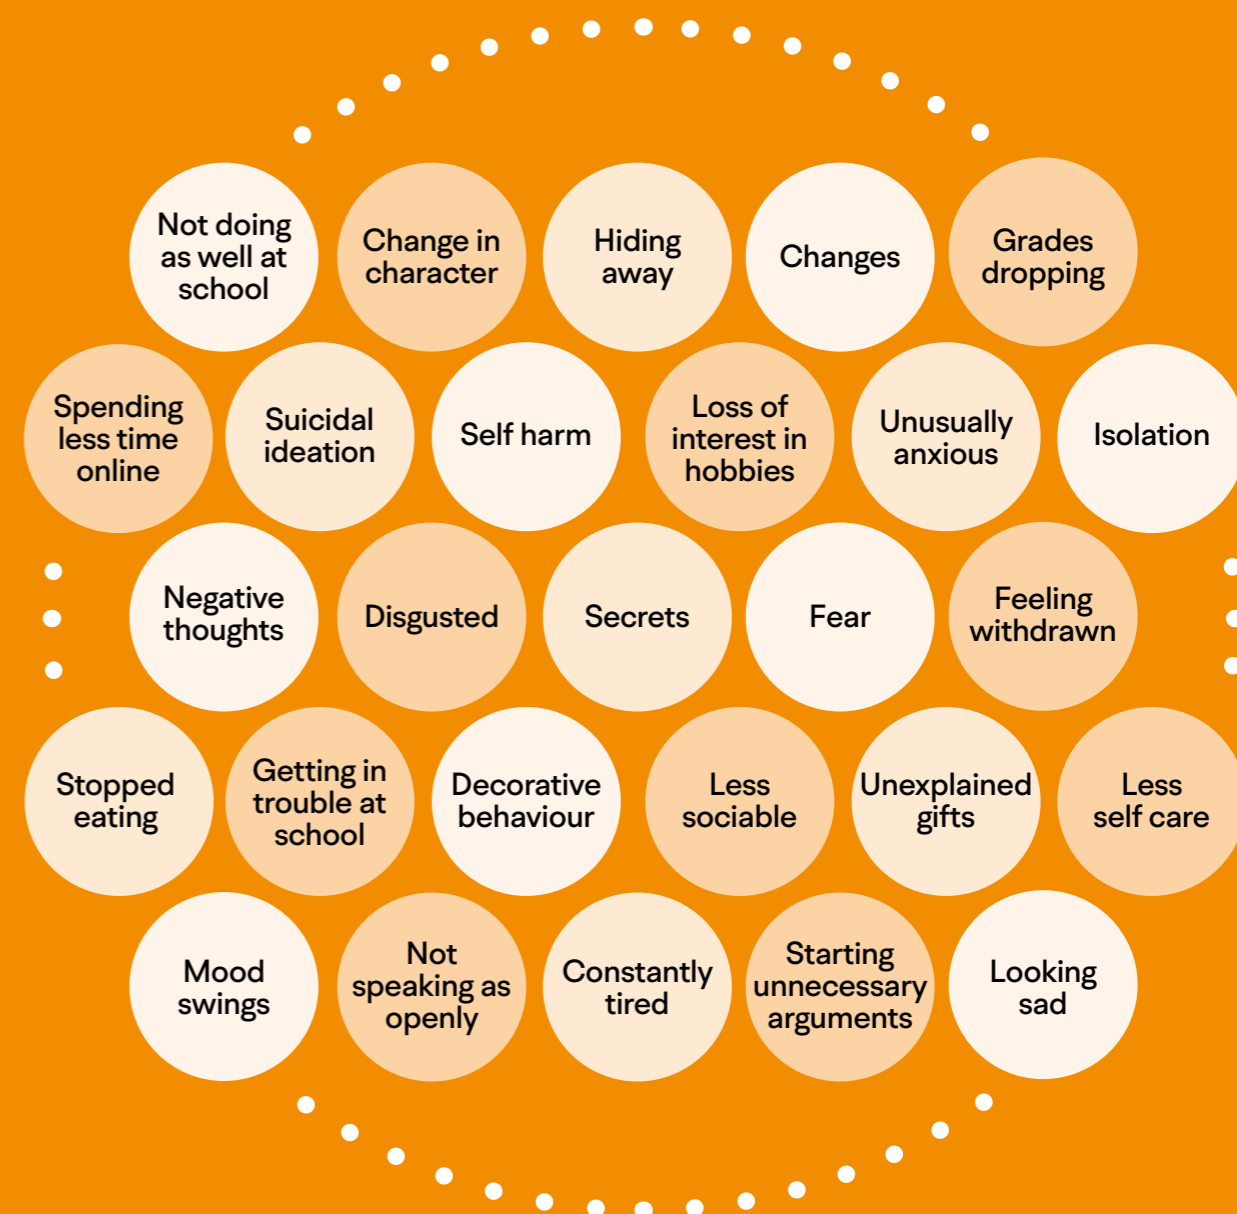 Not doing
as well at
school
Change in
character
Hiding
away
Changes
Grades
dropping
Spending
less time
online
Suicidal
ideation
Self harm
Loss of
interest in
hobbies
Unusually
anxious
Isolation
Negative
thoughts
Disgusted
Secrets
Fear
Feeling
withdrawn
Stopped
eating
Getting in
trouble at
school
Decorative
behaviour
Less
sociable
Unexplained
gifts
Less
self care
Mood
swings
Not
speaking as
openly
Constantly
tired
Starting
unnecessary
arguments
Looking
sad